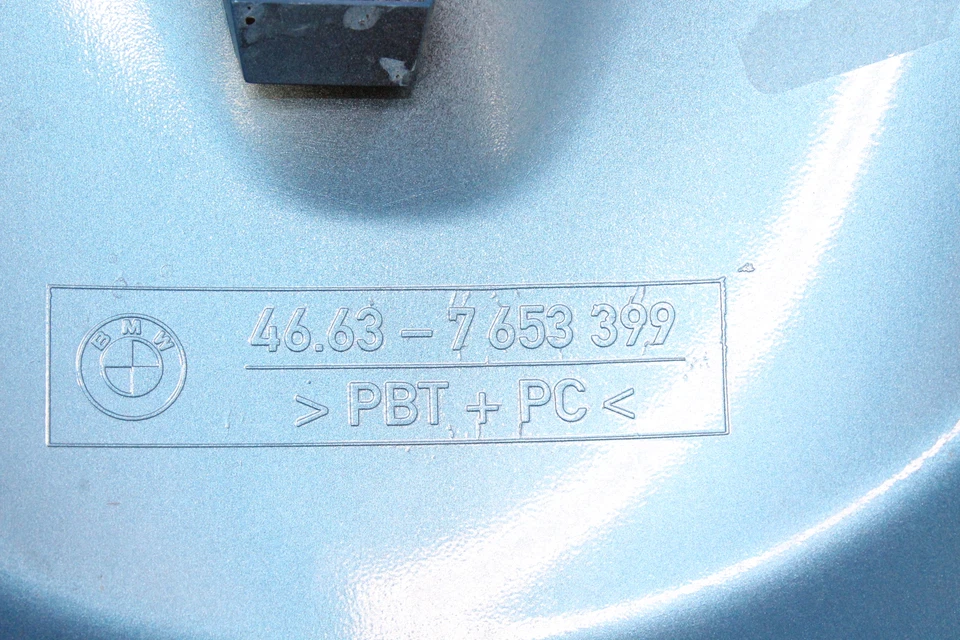 BMW
46.63 - 7 653 399
> PBT + PC <